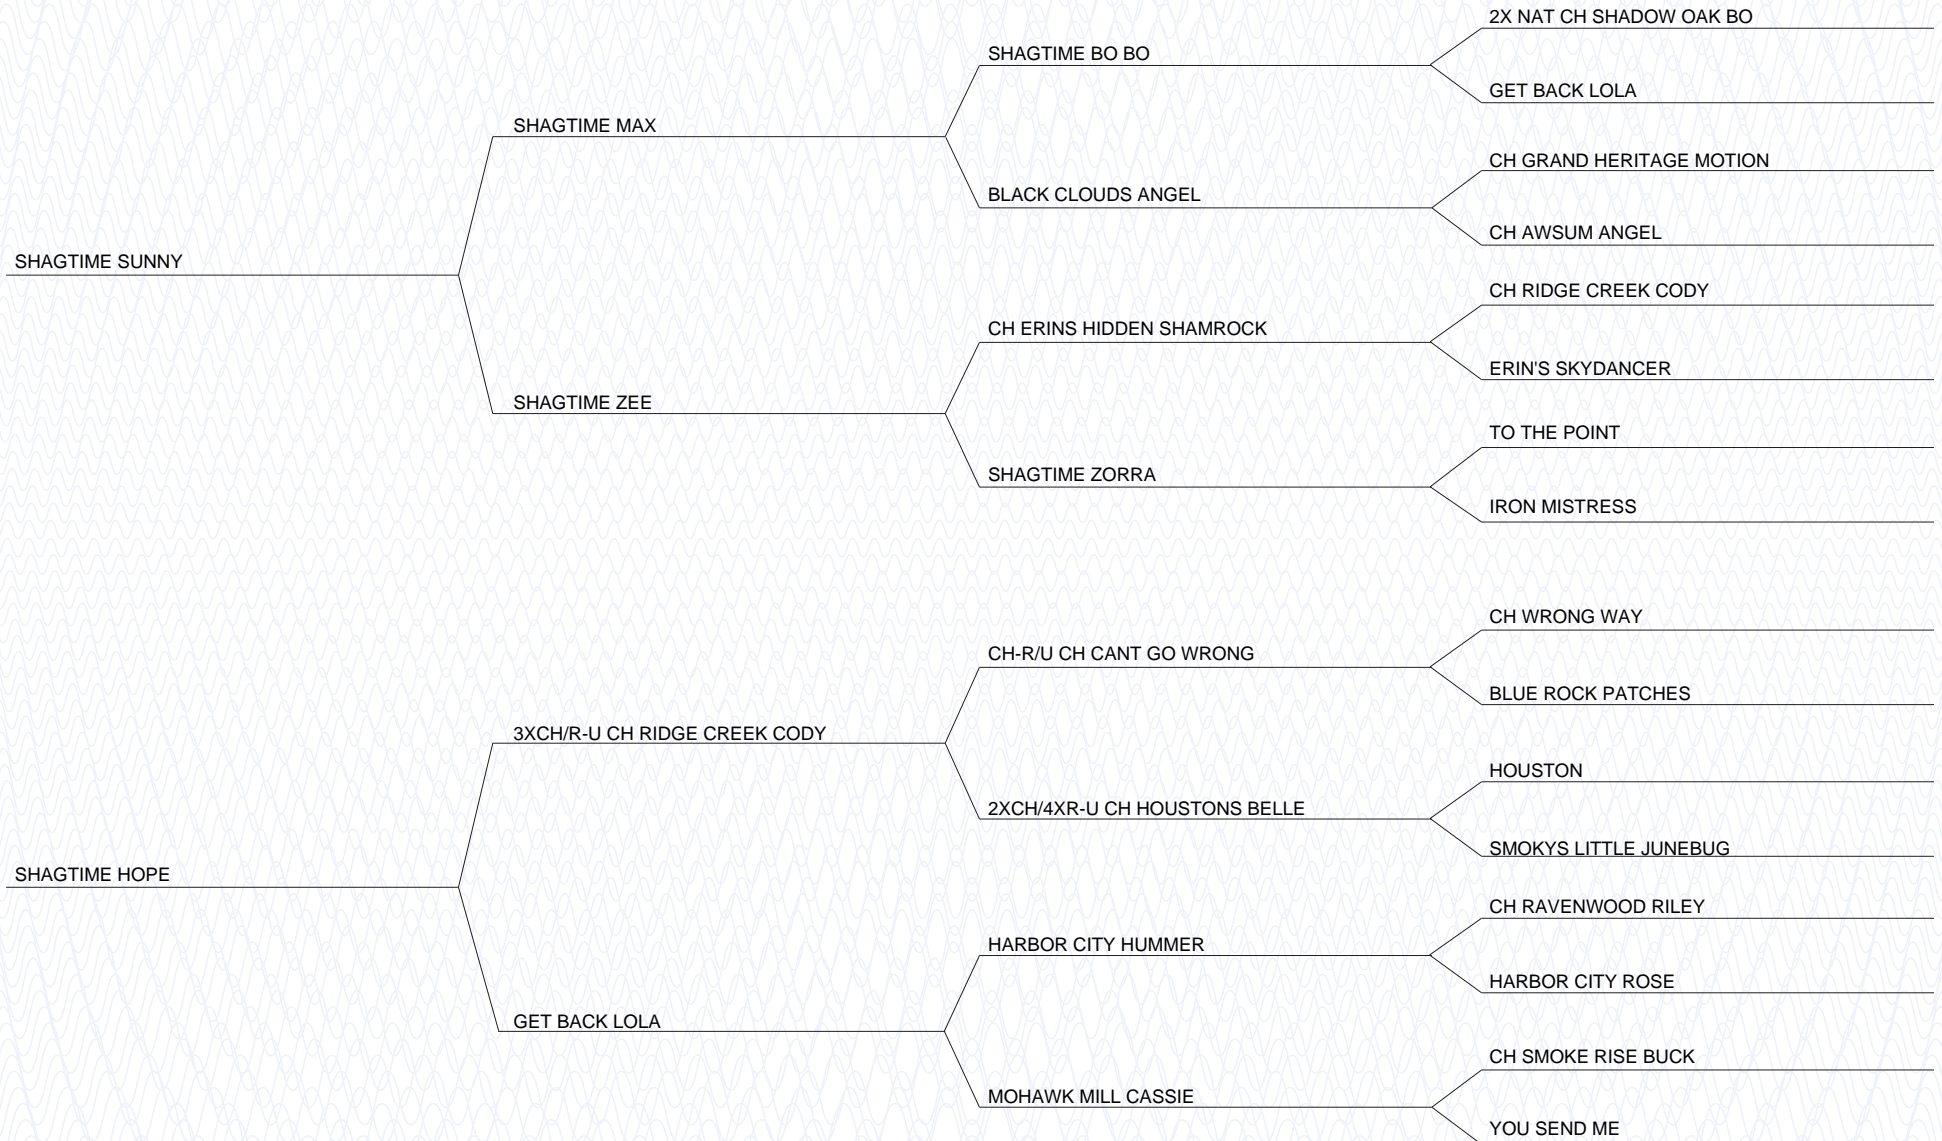 2X NAT CH SHADOW OAK BO
SHAGTIME BO BO
GET BACK LOLA
SHAGTIME MAX
CH GRAND HERITAGE MOTION
BLACK CLOUDS ANGEL
CH AWSUM ANGEL
SHAGTIME SUNNY
CH RIDGE CREEK CODY
CH ERINS HIDDEN SHAMROCK
ERIN'S SKYDANCER
SHAGTIME ZEE
TO THE POINT
SHAGTIME ZORRA
IRON MISTRESS
CH WRONG WAY
CH-R/U CH CANT GO WRONG
BLUE ROCK PATCHES
3XCH/R-U CH RIDGE CREEK CODY
HOUSTON
2XCH/4XR-U CH HOUSTONS BELLE
SMOKYS LITTLE JUNEBUG
SHAGTIME HOPE
CH RAVENWOOD RILEY
HARBOR CITY HUMMER
HARBOR CITY ROSE
GET BACK LOLA
CH SMOKE RISE BUCK
MOHAWK MILL CASSIE
YOU SEND ME